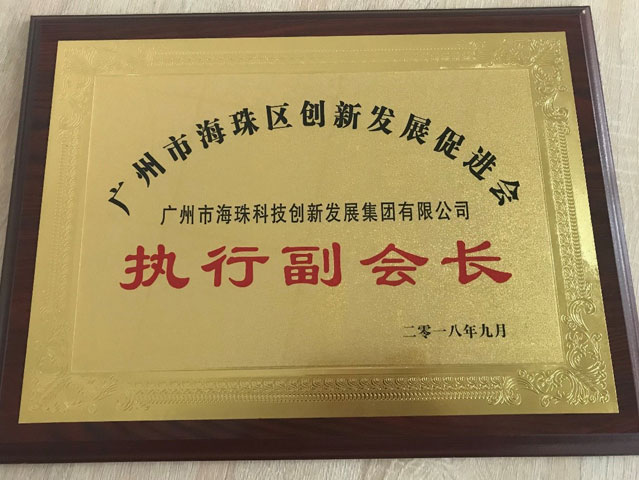 广州市海珠区创新发展促进会
广州市海珠科技创新发展集团有限公司
执行副会长
二零一八年九月